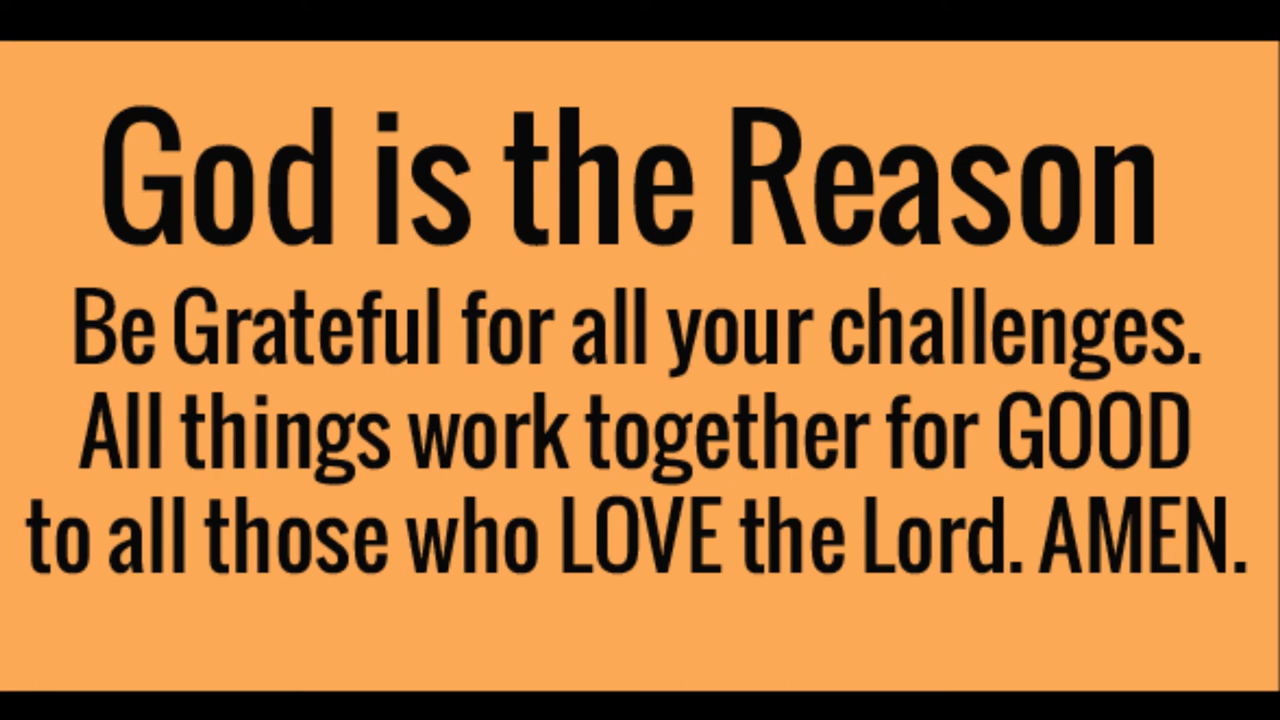 God is the Reason
Be Grateful for all your challenges.
All things work together for GOOD
to all those who LOVE the Lord. AMEN.